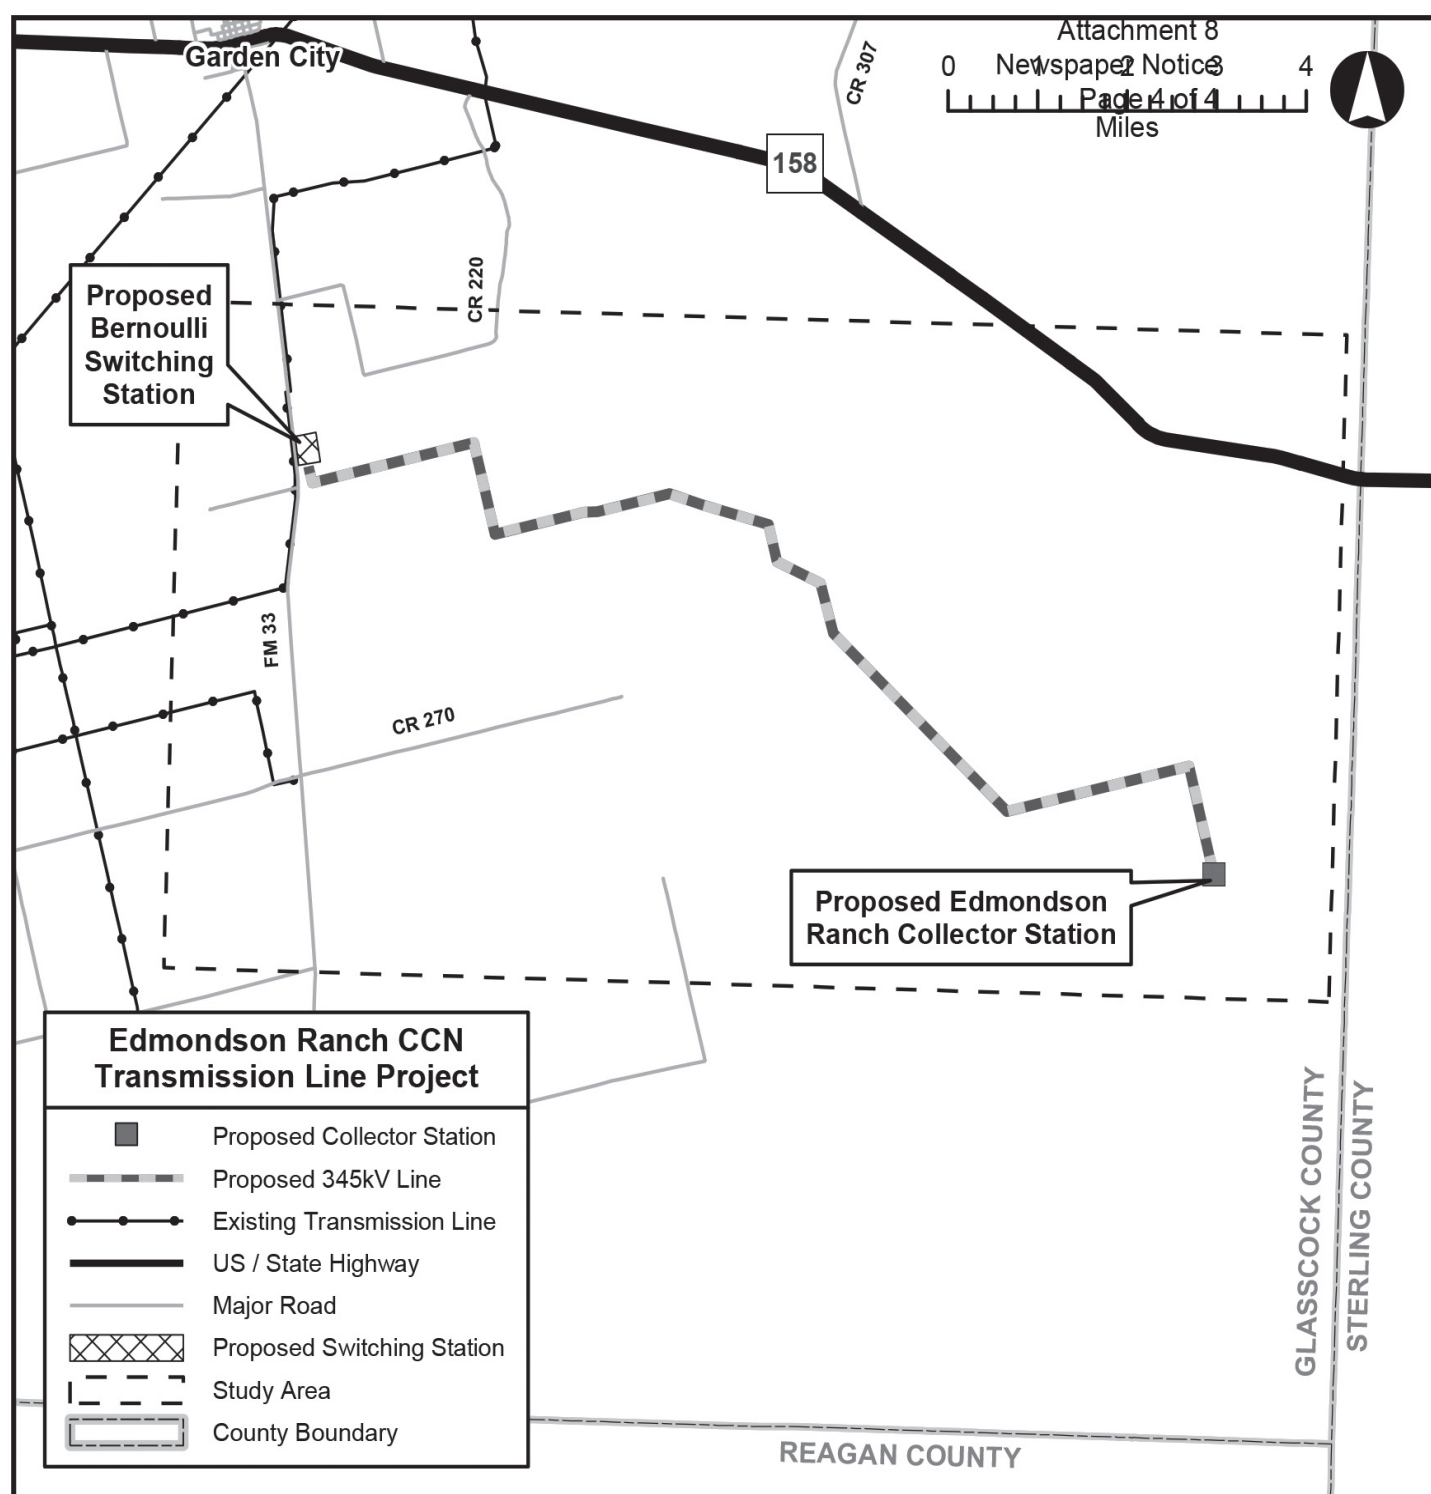 Attachment 8
Newspaper Notice
Page 4 of 4
0 1 2 3 4
Miles
Garden City
CR 307
158
CR 220
Proposed
Bernoulli
Switching
Station
FM 33
CR 270
Proposed Edmondson
Ranch Collector Station
Edmondson Ranch CCN
Transmission Line Project
Proposed Collector Station
Proposed 345kV Line
Existing Transmission Line
US / State Highway
Major Road
Proposed Switching Station
Study Area
County Boundary
GLASSCOCK COUNTY
STERLING COUNTY
REAGAN COUNTY